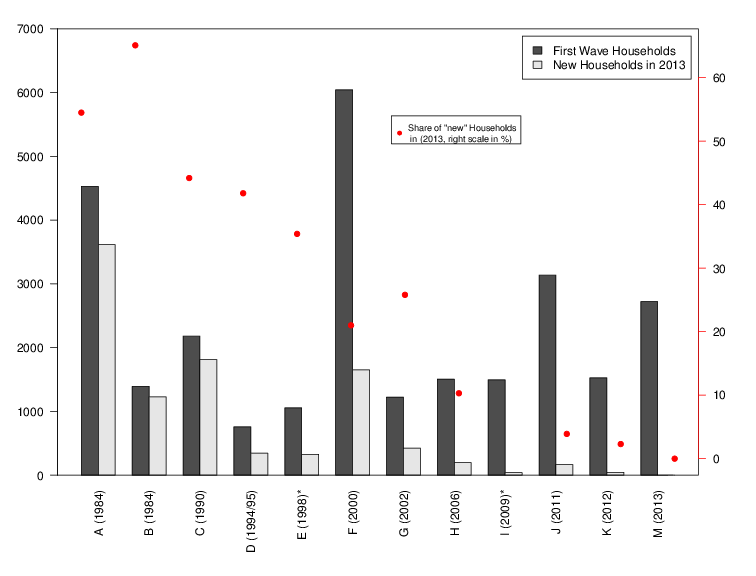 7000
6000
5000
4000
3000
2000
1000
0
First Wave Households
New Households in 2013
Share of "new" Households
in (2013, right scale in %)
60
50
40
30
20
10
0
A (1984)
B (1984)
C (1990)
D (1994/95)
E (1998)*
F (2000)
G (2002)
H (2006)
I (2009)*
J (2011)
K (2012)
M (2013)